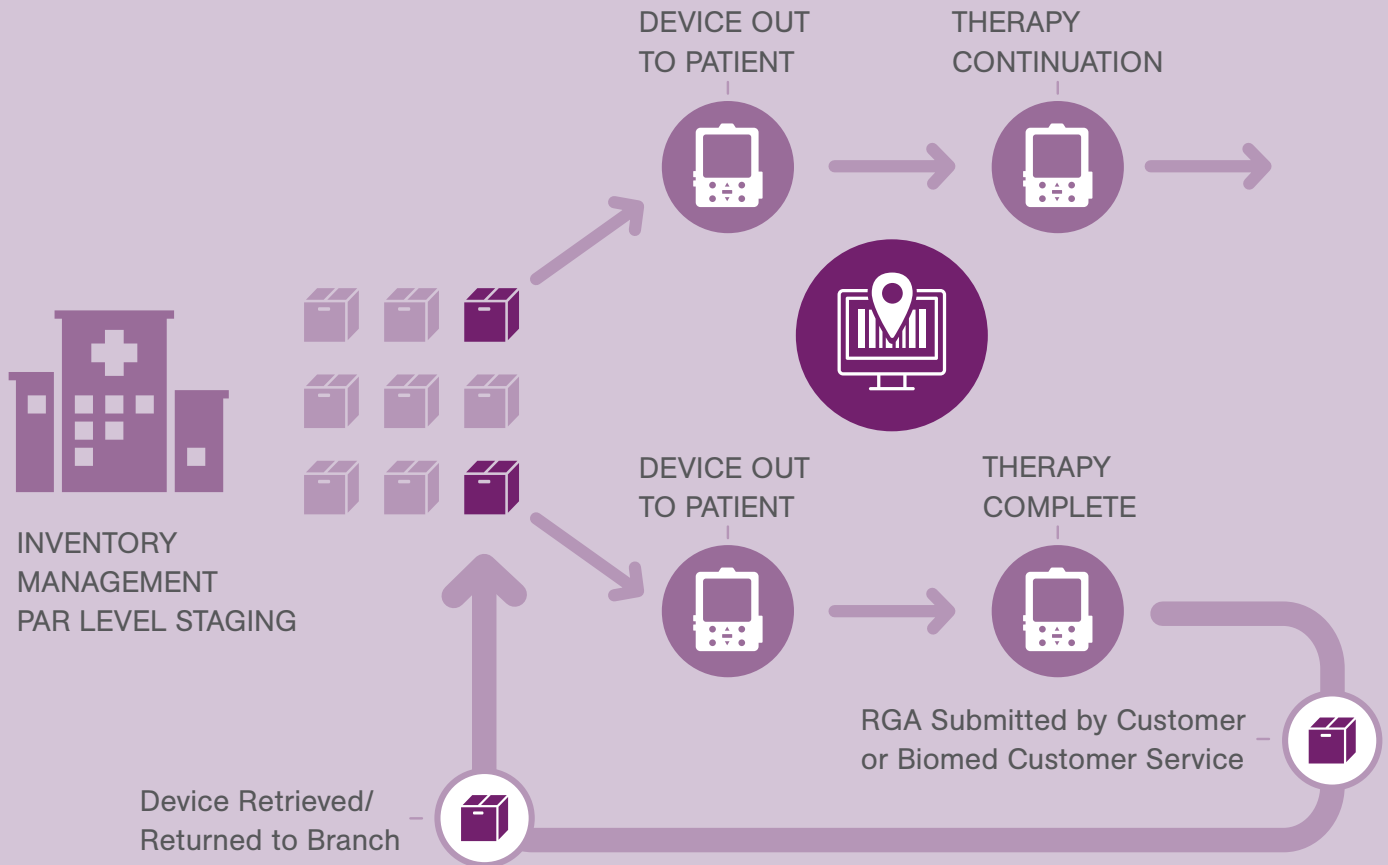 DEVICE OUT
TO PATIENT
THERAPY
CONTINUATION
INVENTORY
MANAGEMENT
PAR LEVEL STAGING
DEVICE OUT
TO PATIENT
THERAPY
COMPLETE
RGA Submitted by Customer
or Biomed Customer Service
Device Retrieved/
Returned to Branch